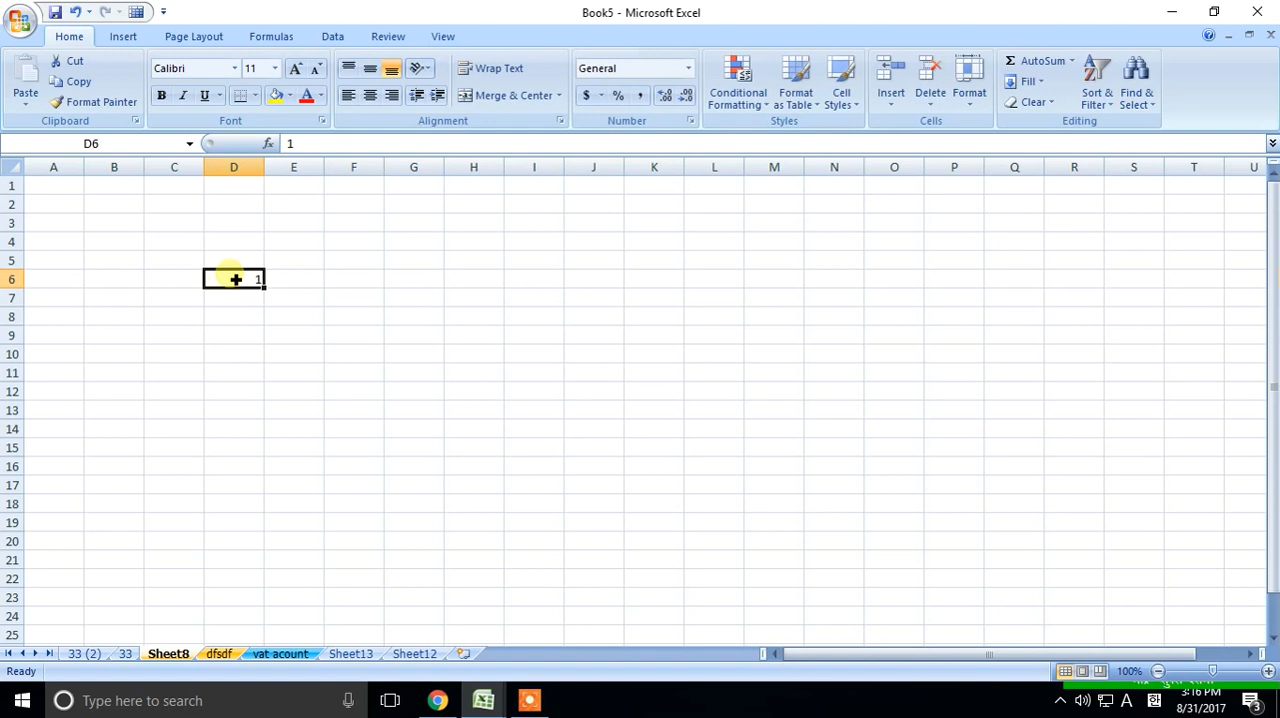 Book5 - Microsoft Excel
Home Insert Page Layout Formulas Data Review View
Cut
Copy
Format Painter
Paste
Clipboard
Calibri 11
B I U
Font
Wrap Text
Merge & Center
Alignment
General
$ % ,
Number
Conditional Formatting
Format as Table
Cell Styles
Styles
Insert Delete Format
Cells
Σ AutoSum
Fill
Clear
Sort & Filter
Find & Select
Editing
D6 fx 1
A B C D E F G H I J K L M N O P Q R S T U
1
2
3
4
5
6 1
7
8
9
10
11
12
13
14
15
16
17
18
19
20
21
22
23
24
25
33 (2) 33 Sheet8 dfsdf vat acount Sheet13 Sheet12
Ready 100%
Type here to search
A 한 3:16 PM
8/31/2017 3